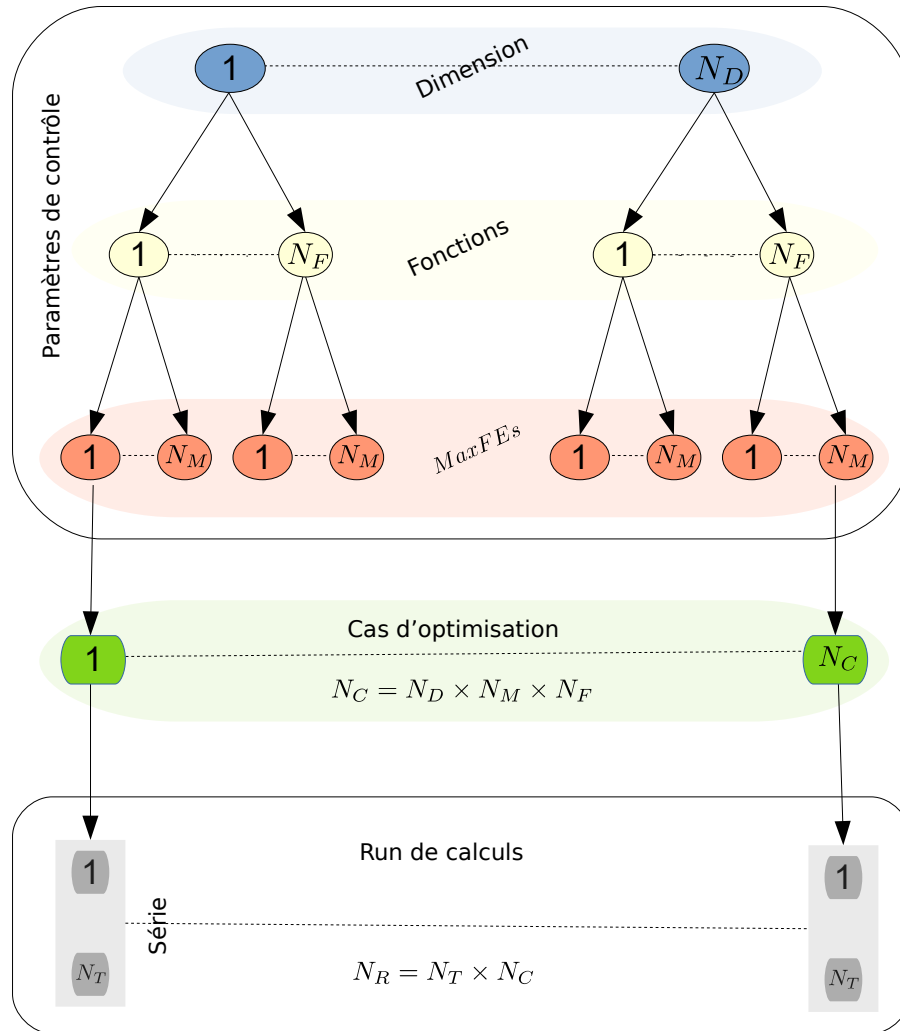 Paramètres de contrôle
1 Dimension N_D
1 N_F Fonctions 1 N_F
1 N_M 1 N_M MaxFEs 1 N_M 1 N_M
Cas d'optimisation
1 N_C
N_C = N_D × N_M × N_F
Run de calculs
1 1
Série
N_T N_T
N_R = N_T × N_C